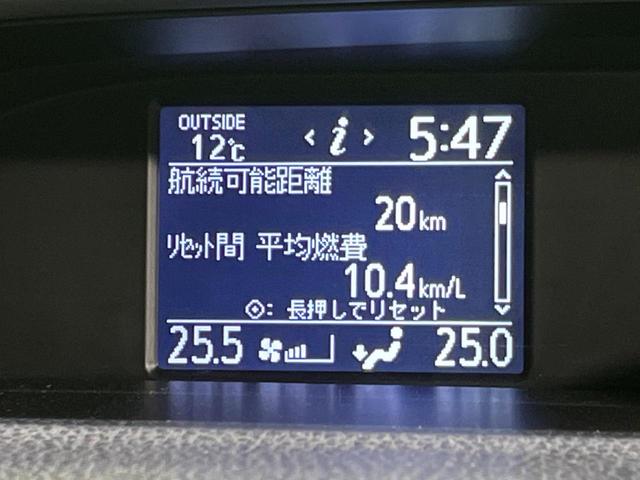 OUTSIDE
12℃ < i > 5:47
航続可能距離
20km
リセット間 平均燃費
10.4km/L
: 長押しでリセット
25.5 25.0